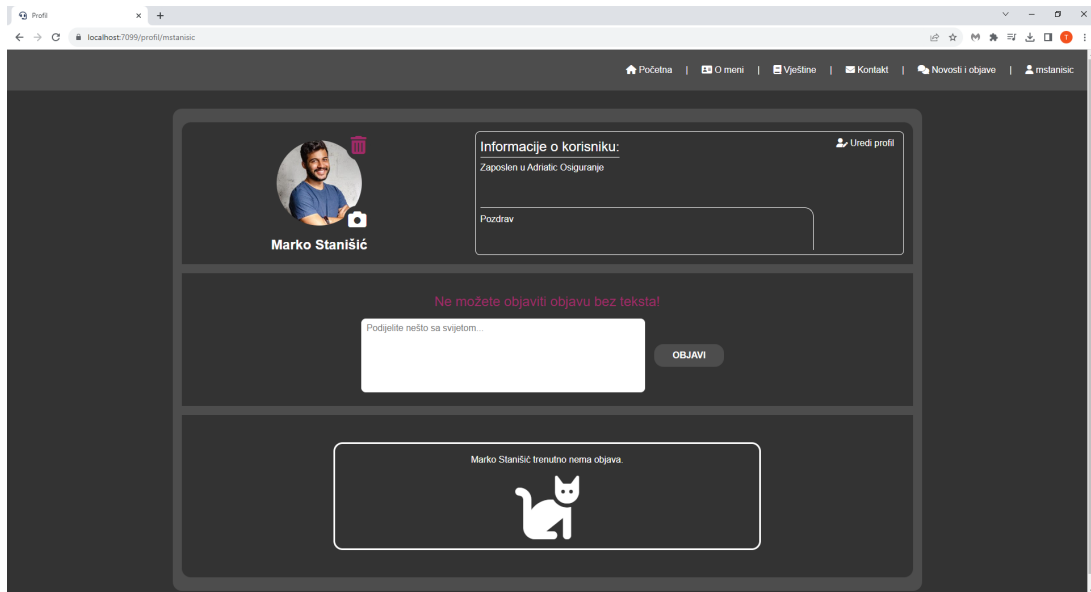 Profil
localhost:7099/profil/mstanisic
T
Početna | O meni | Vještine | Kontakt | Novosti i objave | mstanisic
Informacije o korisniku:
Uredi profil
Zaposlen u Adriatic Osiguranje
Pozdrav
Marko Stanišić
Ne možete objaviti objavu bez teksta!
Podijelite nešto sa svijetom...
OBJAVI
Marko Stanišić trenutno nema objava.